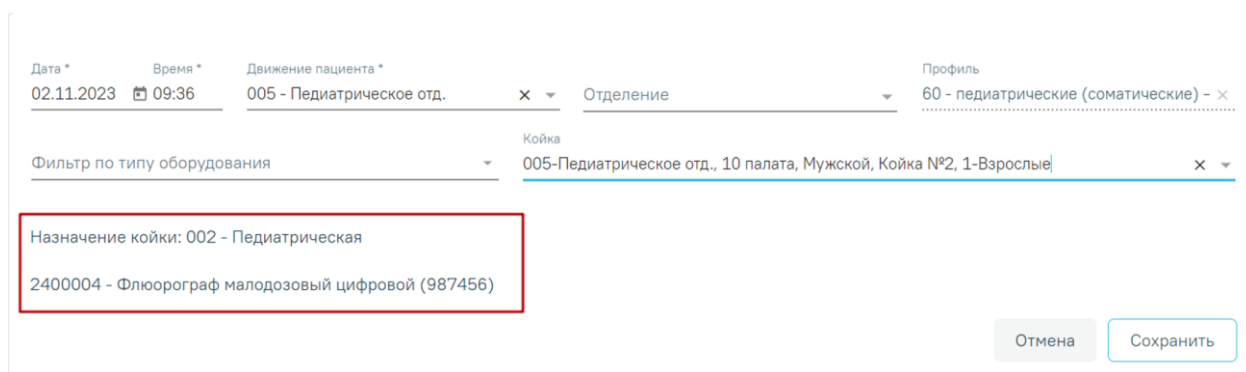 Дата * Время * Движение пациента * Профиль
02.11.2023 09:36 005 - Педиатрическое отд. Отделение 60 - педиатрические (соматические) -
Койка
Фильтр по типу оборудования 005-Педиатрическое отд., 10 палата, Мужской, Койка №2, 1-Взрослые
Назначение койки: 002 - Педиатрическая
2400004 - Флюорограф малодозовый цифровой (987456)
Отмена Сохранить